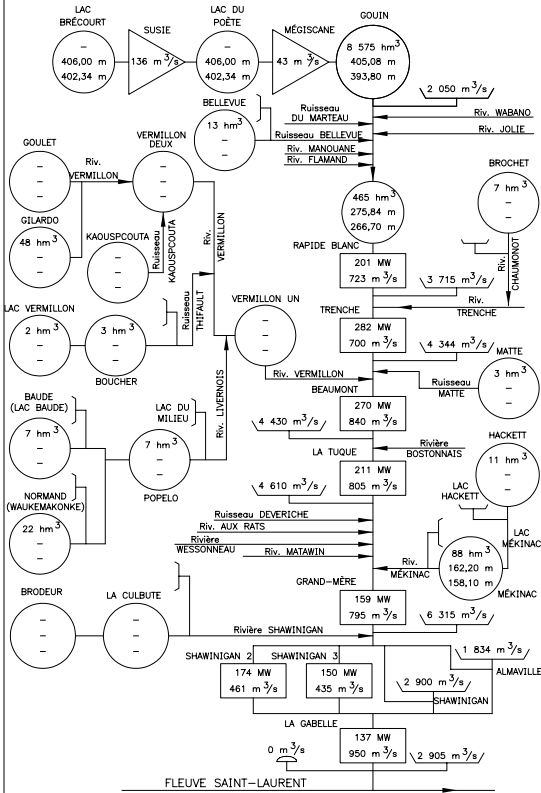 LAC
BRÉCOURT
–
406,00 m
402,34 m
SUSIE
136 m³/s
LAC DU
POÈTE
–
406,00 m
402,34 m
MÉGISCANE
43 m³/s
GOUIN
8 575 hm³
405,08 m
393,80 m
2 050 m³/s
BELLEVUE
13 hm³
–
–
Ruisseau
DU MARTEAU
Riv. WABANO
Ruisseau BELLEVUE
Riv. JOLIE
Riv. MANOUANE
Riv. FLAMAND
GOULET
–
–
–
Riv.
VERMILLON
VERMILLON
DEUX
–
–
–
BROCHET
7 hm³
–
–
GILARDO
48 hm³
–
–
KAOUSPCOUTA
–
–
–
Ruisseau
KAOUSPCOUTA
Riv.
VERMILLON
465 hm³
275,84 m
266,70 m
RAPIDE BLANC
201 MW
723 m³/s
Riv.
CHAUMONOT
3 715 m³/s
Riv.
TRENCHE
TRENCHE
282 MW
700 m³/s
LAC VERMILLON
2 hm³
–
–
3 hm³
–
–
BOUCHER
Ruisseau
THIFAULT
VERMILLON UN
–
–
–
4 344 m³/s
Riv. VERMILLON
MATTE
3 hm³
–
–
Ruisseau
MATTE
BEAUMONT
270 MW
840 m³/s
BAUDE
(LAC BAUDE)
7 hm³
–
–
LAC DU
MILIEU
7 hm³
–
–
POPELO
Riv. LIVERNOIS
4 430 m³/s
Rivière
BOSTONNAIS
LA TUQUE
211 MW
805 m³/s
HACKETT
11 hm³
–
–
LAC
HACKETT
NORMAND
(WAUKEMAKONKE)
22 hm³
–
–
4 610 m³/s
Ruisseau DEVERICHE
Riv. AUX RATS
Rivière
WESSONNEAU
Riv. MATAWIN
LAC
MÉKINAC
Riv.
MÉKINAC
88 hm³
162,20 m
158,10 m
MÉKINAC
GRAND-MÈRE
159 MW
795 m³/s
6 315 m³/s
BRODEUR
–
–
–
LA CULBUTE
–
–
–
Rivière SHAWINIGAN
SHAWINIGAN 2
174 MW
461 m³/s
SHAWINIGAN 3
150 MW
435 m³/s
1 834 m³/s
ALMAVILLE
2 900 m³/s
SHAWINIGAN
LA GABELLE
137 MW
950 m³/s
0 m³/s
2 905 m³/s
FLEUVE SAINT-LAURENT